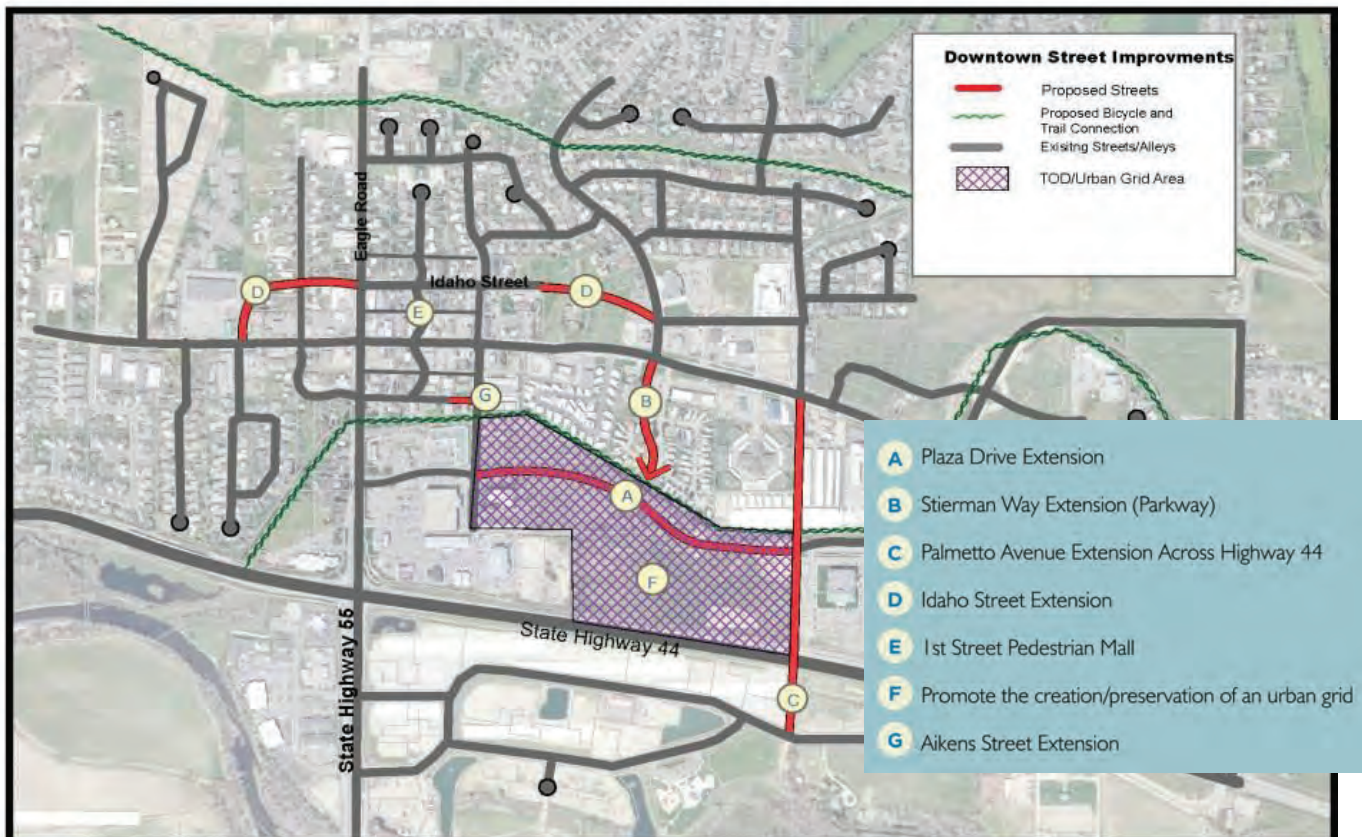 Downtown Street Improvments
Proposed Streets
Proposed Bicycle and
Trail Connection
Exisitng Streets/Alleys
TOD/Urban Grid Area
Eagle Road
Idaho Street
D
D
E
G
B
A
F
C
State Highway 55
State Highway 44
A Plaza Drive Extension
B Stierman Way Extension (Parkway)
C Palmetto Avenue Extension Across Highway 44
D Idaho Street Extension
E 1st Street Pedestrian Mall
F Promote the creation/preservation of an urban grid
G Aikens Street Extension